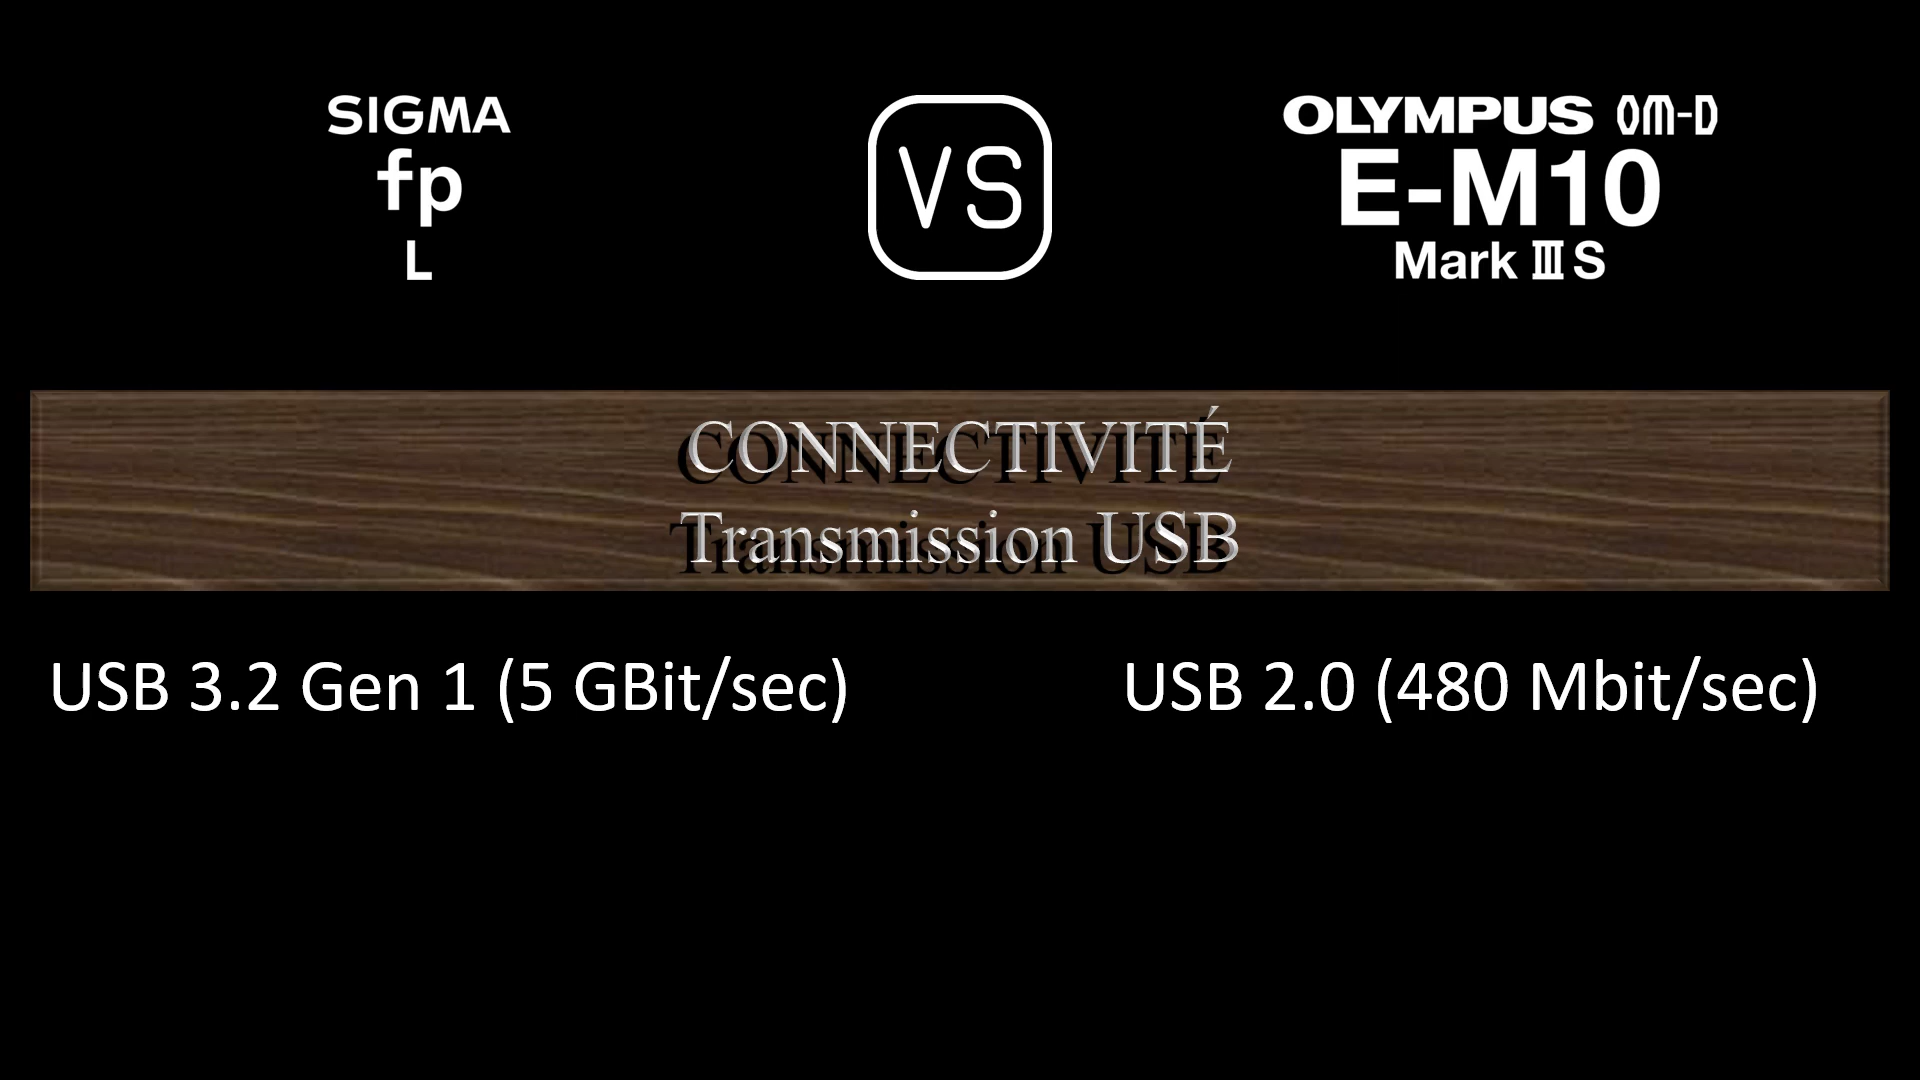 SIGMA
fp
L
VS
OLYMPUS OM-D
E-M10
Mark III S
CONNECTIVITÉ
Transmission USB
USB 3.2 Gen 1 (5 GBit/sec)
USB 2.0 (480 Mbit/sec)